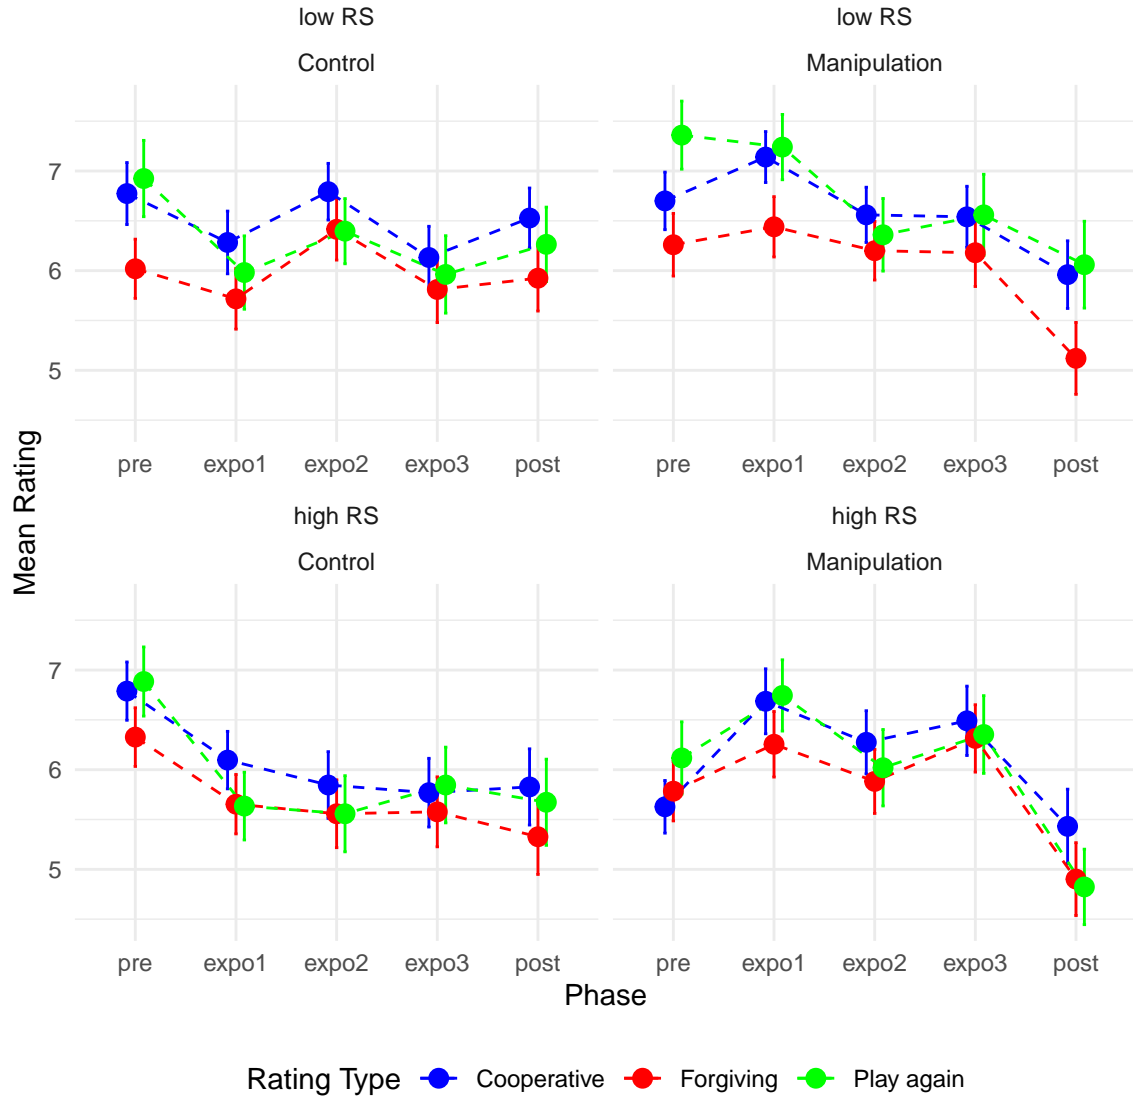 low RS
low RS
Control
Manipulation
7
6
5
pre expo1 expo2 expo3 post
pre expo1 expo2 expo3 post
Mean Rating
high RS
high RS
Control
Manipulation
7
6
5
pre expo1 expo2 expo3 post
pre expo1 expo2 expo3 post
Phase
Rating Type Cooperative Forgiving Play again